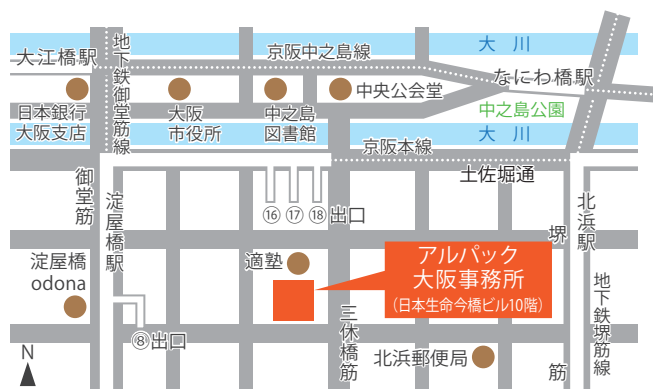 大江橋駅
地下鉄御堂筋線
京阪中之島線
大川
なにわ橋駅
日本銀行
大阪支店
大阪
市役所
中之島
図書館
中央公会堂
中之島公園
京阪本線
大川
土佐堀通
御堂筋
淀屋橋駅
⑯ ⑰ ⑱出口
北浜駅
堺筋
地下鉄堺筋線
淀屋橋
odona
適塾
アルパック
大阪事務所
(日本生命今橋ビル10階)
三休橋筋
⑧出口
北浜郵便局
N